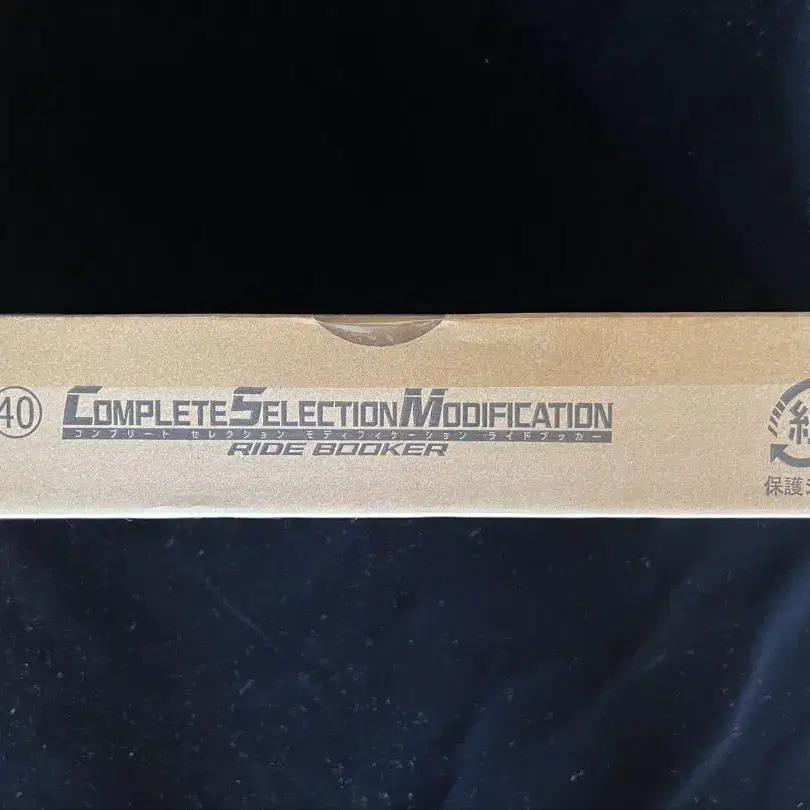 40
COMPLETE SELECTION MODIFICATION
コンプリート セレクション モディフィケーション ライドブッカー
RIDE BOOKER
紙
保護